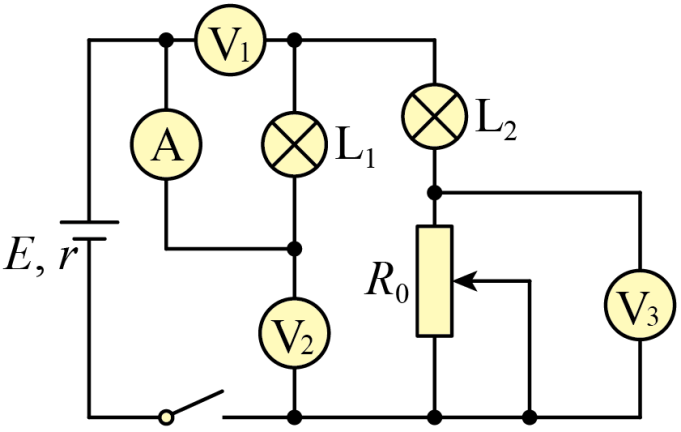 V₁
L₂
A
L₁
E, r
R₀
V₂
V₃